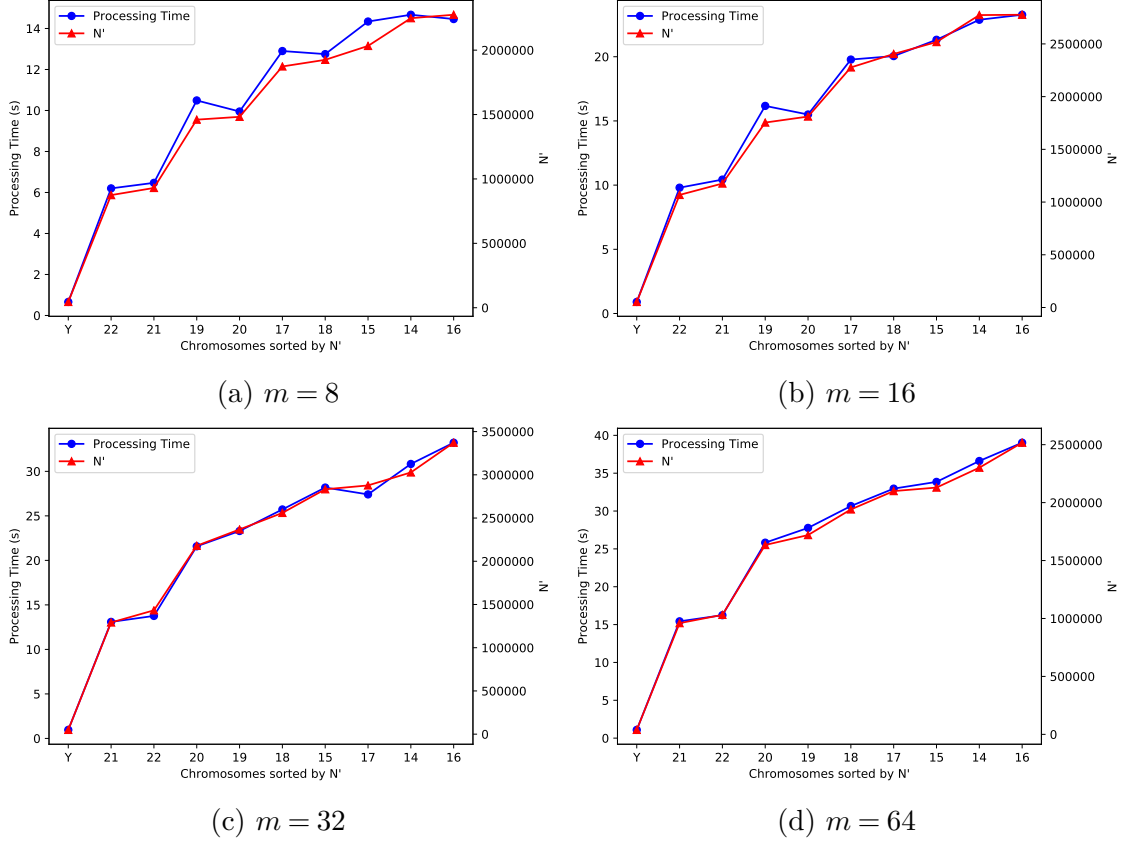 Processing Time
N'
Processing Time (s)
14
12
10
8
6
4
2
0
2000000
1500000
1000000
500000
0
N'
Y 22 21 19 20 17 18 15 14 16
Chromosomes sorted by N'
(a) m = 8
Processing Time
N'
Processing Time (s)
20
15
10
5
0
2500000
2000000
1500000
1000000
500000
0
N'
Y 22 21 19 20 17 18 15 14 16
Chromosomes sorted by N'
(b) m = 16
Processing Time
N'
Processing Time (s)
30
25
20
15
10
5
0
3500000
3000000
2500000
2000000
1500000
1000000
500000
0
N'
Y 21 22 20 19 18 15 17 14 16
Chromosomes sorted by N'
(c) m = 32
Processing Time
N'
Processing Time (s)
40
35
30
25
20
15
10
5
0
2500000
2000000
1500000
1000000
500000
0
N'
Y 21 22 20 19 18 17 15 14 16
Chromosomes sorted by N'
(d) m = 64